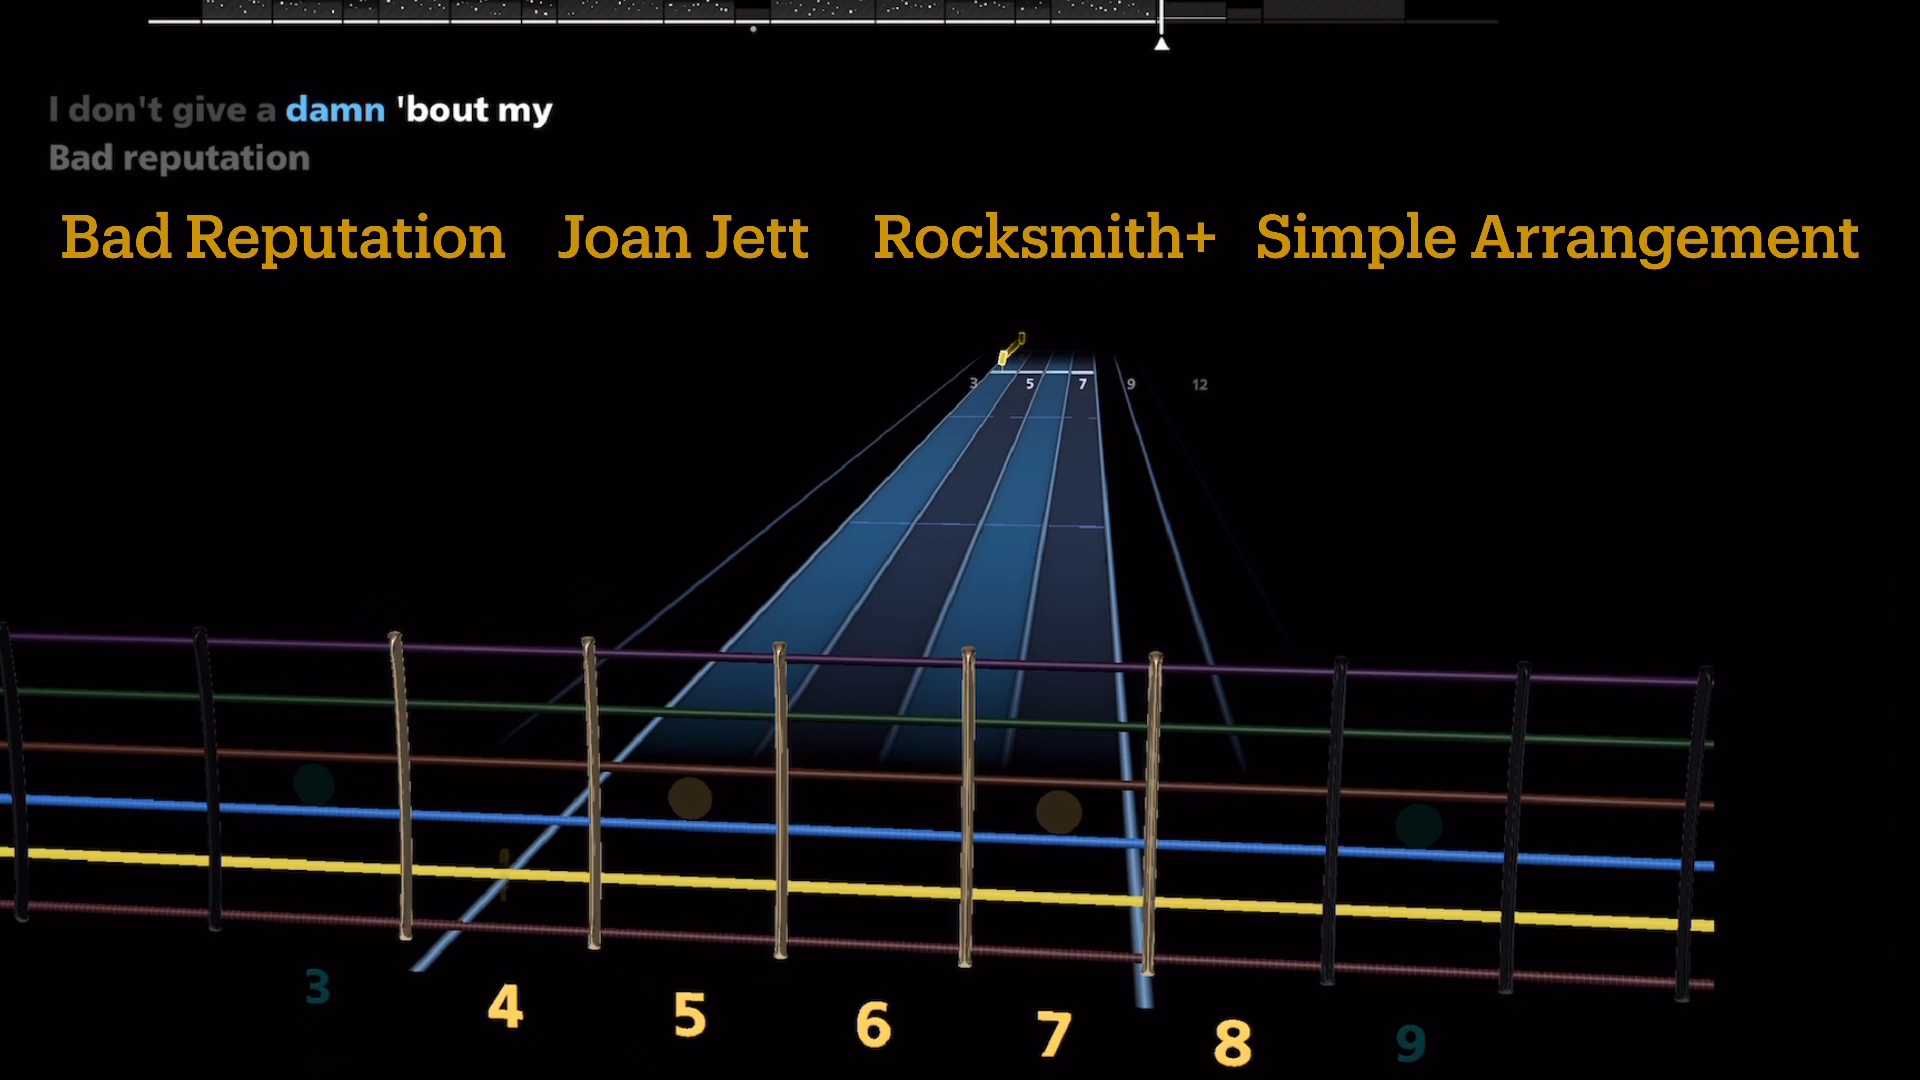 I don't give a damn 'bout my
Bad reputation
Bad Reputation Joan Jett Rocksmith+ Simple Arrangement
3 5 7 9 12
3 4 5 6 7 8 9